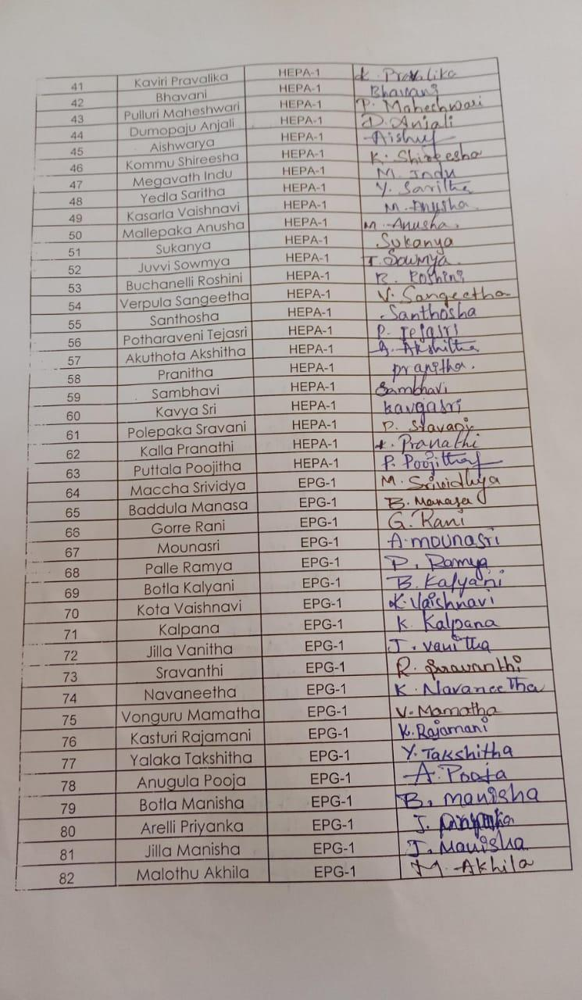 41 Kaviri Pravalika HEPA-1 K. Pravalika
42 Bhavani HEPA-1 Bhavani
43 Pulluri Maheshwari HEPA-1 P. Maheshwari
44 Dumopaju Anjali HEPA-1 D. Anjali
45 Aishwarya HEPA-1
46 Kommu Shireesha HEPA-1 K. Shireesha
47 Megavath Indu HEPA-1 M. Indu
48 Yedla Saritha HEPA-1 Y. Saritha
49 Kasarla Vaishnavi HEPA-1 M. Anusha
50 Mallepaka Anusha HEPA-1 M. Anusha.
51 Sukanya HEPA-1 Sukanya
52 Juvvi Sowmya HEPA-1 J. Sowmya.
53 Buchanelli Roshini HEPA-1 B. Roshini
54 Verpula Sangeetha HEPA-1 V. Sangeetha
55 Santhosha HEPA-1 Santhosha
56 Potharaveni Tejasri HEPA-1 P. Tejasri
57 Akuthota Akshitha HEPA-1 A. Akshitha
58 Pranitha HEPA-1 pranitha.
59 Sambhavi HEPA-1 Sambhavi
60 Kavya Sri HEPA-1 kavyasri
61 Polepaka Sravani HEPA-1 P. Sravani
62 Kalla Pranathi HEPA-1 K. Pranathi
63 Puttala Poojitha HEPA-1 P. Poojitha
64 Maccha Srividya EPG-1 M. Srividhya
65 Baddula Manasa EPG-1 B. Manasa
66 Gorre Rani EPG-1 G. Rani
67 Mounasri EPG-1 A. mounasri
68 Palle Ramya EPG-1 P. Ramya
69 Botla Kalyani EPG-1 B. Kalyani
70 Kota Vaishnavi EPG-1 K. Vaishnavi
71 Kalpana EPG-1 K. Kalpana
72 Jilla Vanitha EPG-1 J. vanitha
73 Sravanthi EPG-1 R. Sravanthi
74 Navaneetha EPG-1 K. Navaneetha
75 Vonguru Mamatha EPG-1 V. Mamatha
76 Kasturi Rajamani EPG-1 K. Rajamani
77 Yalaka Takshitha EPG-1 Y. Takshitha
78 Anugula Pooja EPG-1 A. Pooja
79 Botla Manisha EPG-1 B. manisha
80 Arelli Priyanka EPG-1
81 Jilla Manisha EPG-1 J. Manisha
82 Malothu Akhila EPG-1 M. Akhila